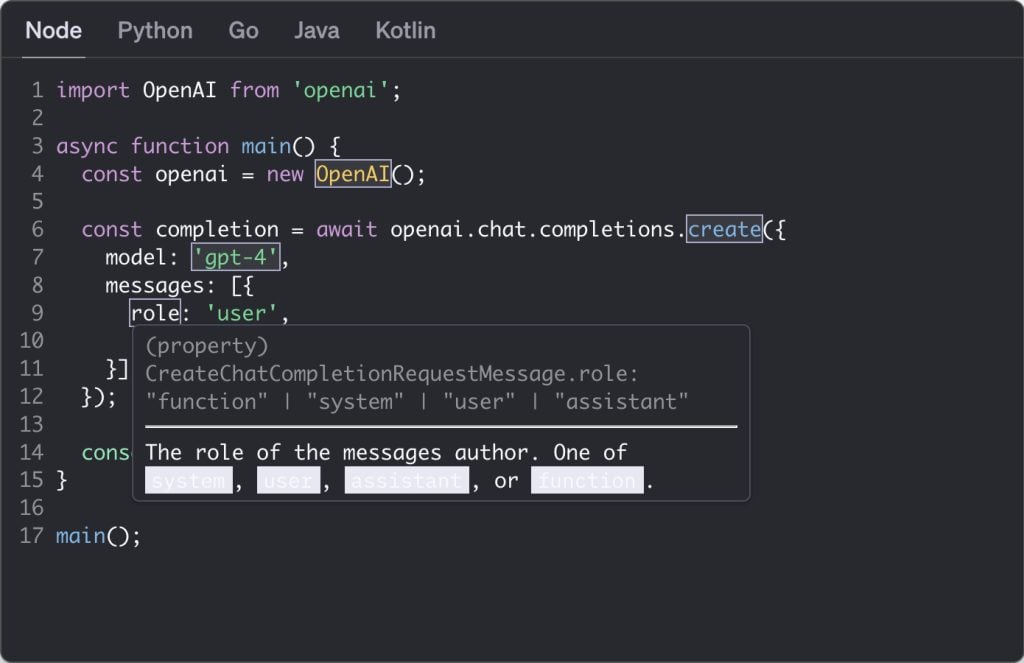 Node Python Go Java Kotlin
1 import OpenAI from 'openai';
2
3 async function main() {
4 const openai = new OpenAI();
5
6 const completion = await openai.chat.completions.create({
7 model: 'gpt-4',
8 messages: [{
9 role: 'user',
10 (property)
11 }] CreateChatCompletionRequestMessage.role:
12 }); "function" | "system" | "user" | "assistant"
13
14 cons The role of the messages author. One of
15 } system, user, assistant, or function.
16
17 main();